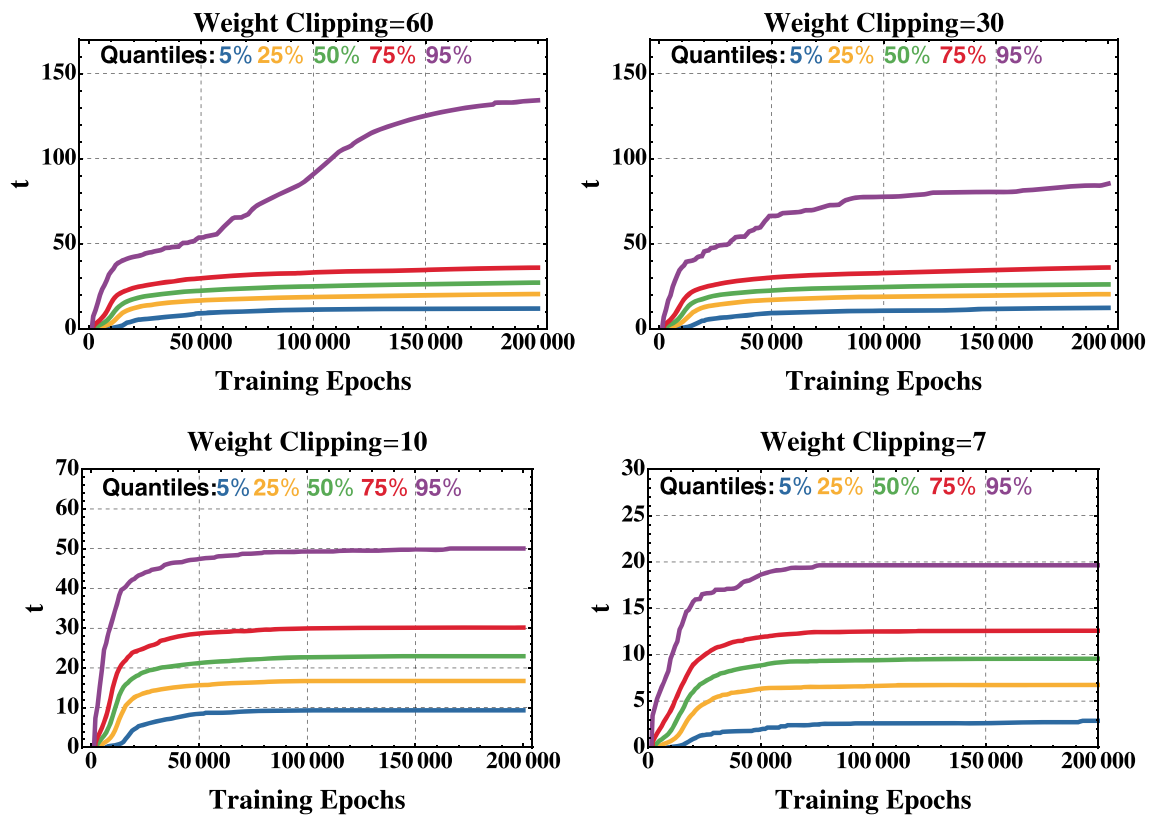 Weight Clipping=60
Quantiles: 5% 25% 50% 75% 95%
150
100
50
0
t
0 50 000 100 000 150 000 200 000
Training Epochs
Weight Clipping=30
Quantiles: 5% 25% 50% 75% 95%
150
100
50
0
t
0 50 000 100 000 150 000 200 000
Training Epochs
Weight Clipping=10
70
Quantiles: 5% 25% 50% 75% 95%
60
50
40
30
20
10
0
t
0 50 000 100 000 150 000 200 000
Training Epochs
Weight Clipping=7
30
Quantiles: 5% 25% 50% 75% 95%
25
20
15
10
5
0
t
0 50 000 100 000 150 000 200 000
Training Epochs